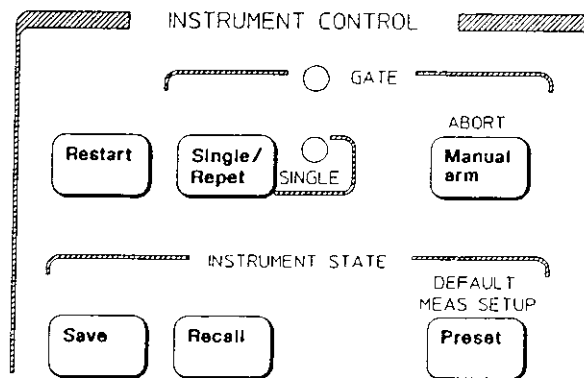 INSTRUMENT CONTROL
GATE
ABORT
Restart
Single/
Repet
SINGLE
Manual
arm
INSTRUMENT STATE
DEFAULT
MEAS SETUP
Save
Recall
Preset